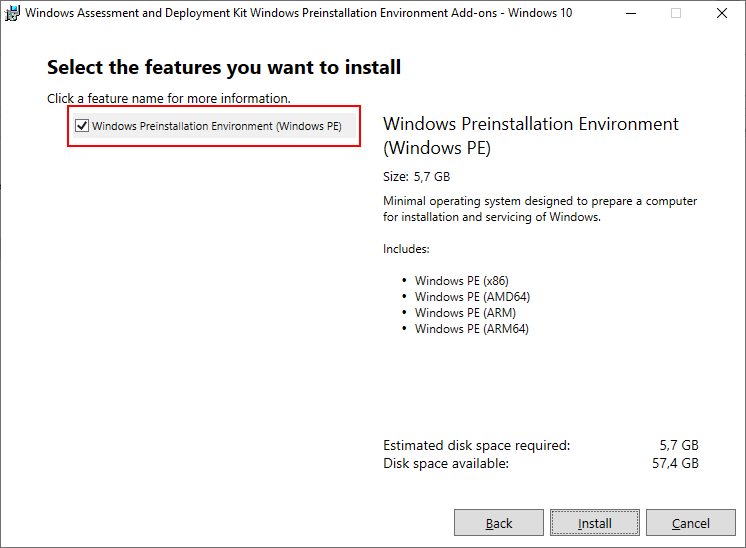 Windows Assessment and Deployment Kit Windows Preinstallation Environment Add-ons - Windows 10
Select the features you want to install
Click a feature name for more information.
Windows Preinstallation Environment (Windows PE)
Windows Preinstallation Environment
(Windows PE)
Size: 5,7 GB
Minimal operating system designed to prepare a computer
for installation and servicing of Windows.
Includes:
• Windows PE (x86)
• Windows PE (AMD64)
• Windows PE (ARM)
• Windows PE (ARM64)
Estimated disk space required: 5,7 GB
Disk space available: 57,4 GB
Back Install Cancel